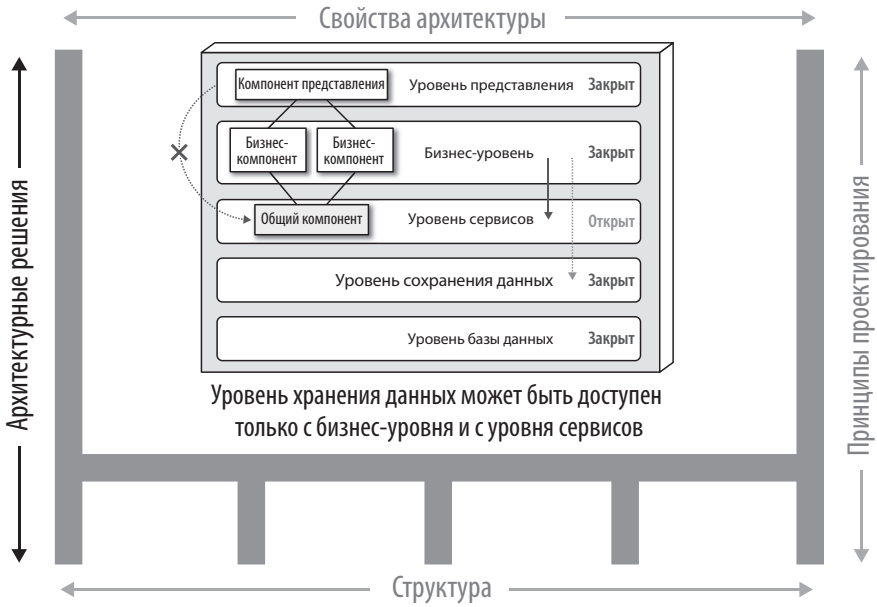 Свойства архитектуры
Компонент представления
Уровень представления
Закрыт
Бизнес-
компонент
Бизнес-
компонент
Бизнес-уровень
Закрыт
Общий компонент
Уровень сервисов
Открыт
Уровень сохранения данных
Закрыт
Уровень базы данных
Закрыт
Архитектурные решения
Принципы проектирования
Уровень хранения данных может быть доступен
только с бизнес-уровня и с уровня сервисов
Структура